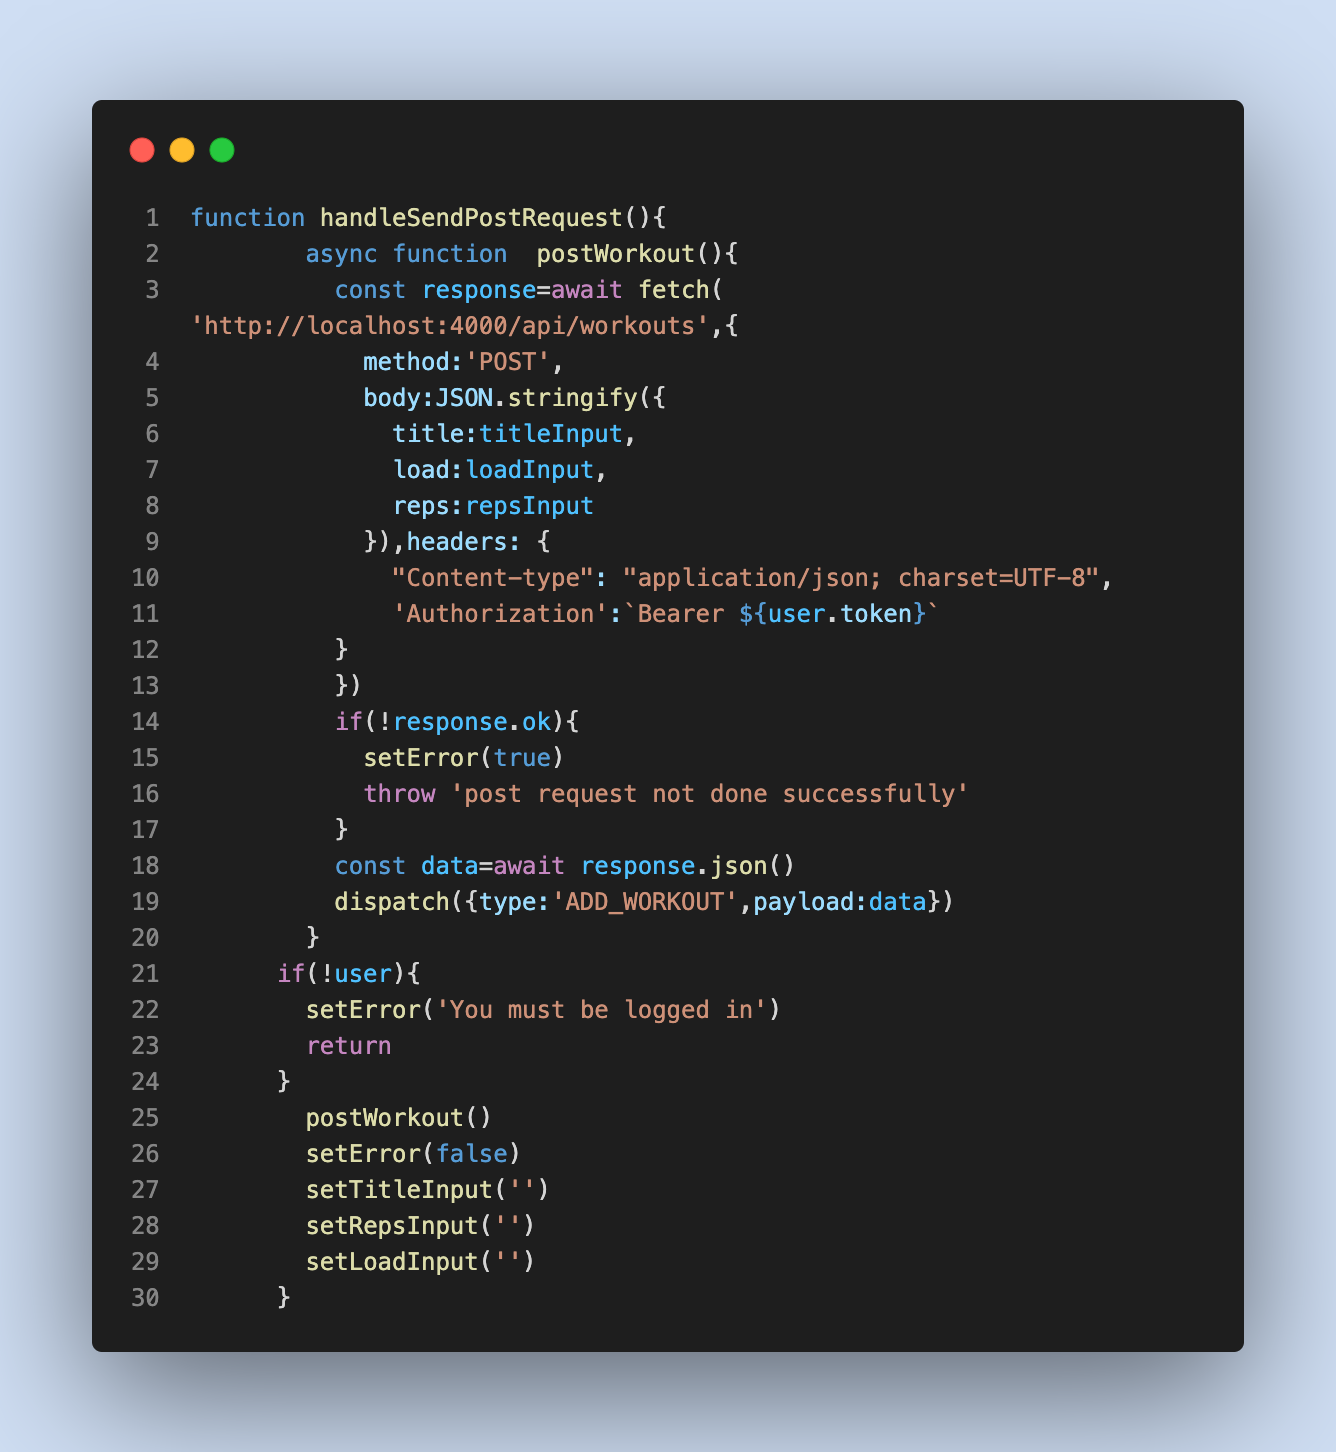 1 function handleSendPostRequest(){
2 async function  postWorkout(){
3 const response=await fetch(
'http://localhost:4000/api/workouts',{
4 method:'POST',
5 body:JSON.stringify({
6 title:titleInput,
7 load:loadInput,
8 reps:repsInput
9 }),headers: {
10 "Content-type": "application/json; charset=UTF-8",
11 'Authorization':`Bearer ${user.token}`
12 }
13 })
14 if(!response.ok){
15 setError(true)
16 throw 'post request not done successfully'
17 }
18 const data=await response.json()
19 dispatch({type:'ADD_WORKOUT',payload:data})
20 }
21 if(!user){
22 setError('You must be logged in')
23 return
24 }
25 postWorkout()
26 setError(false)
27 setTitleInput('')
28 setRepsInput('')
29 setLoadInput('')
30 }